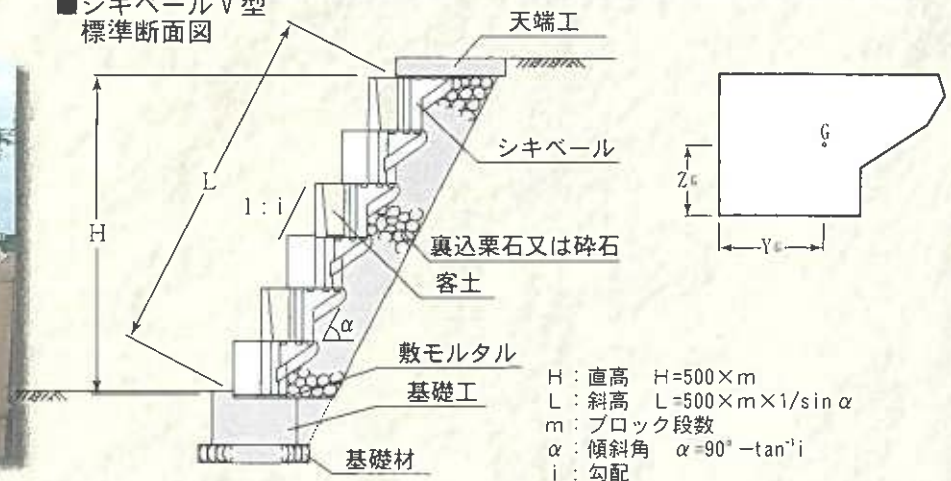 ■シキベールV型
標準断面図
天端工
シキベール
L
1：i
H
裏込栗石又は砕石
客土
α
敷モルタル
基礎工
基礎材
G
ZG
YG
H：直高　H=500×m
L：斜高　L=500×m×1/sin α
m：ブロック段数
α：傾斜角　α=90°−tan⁻¹i
i：勾配